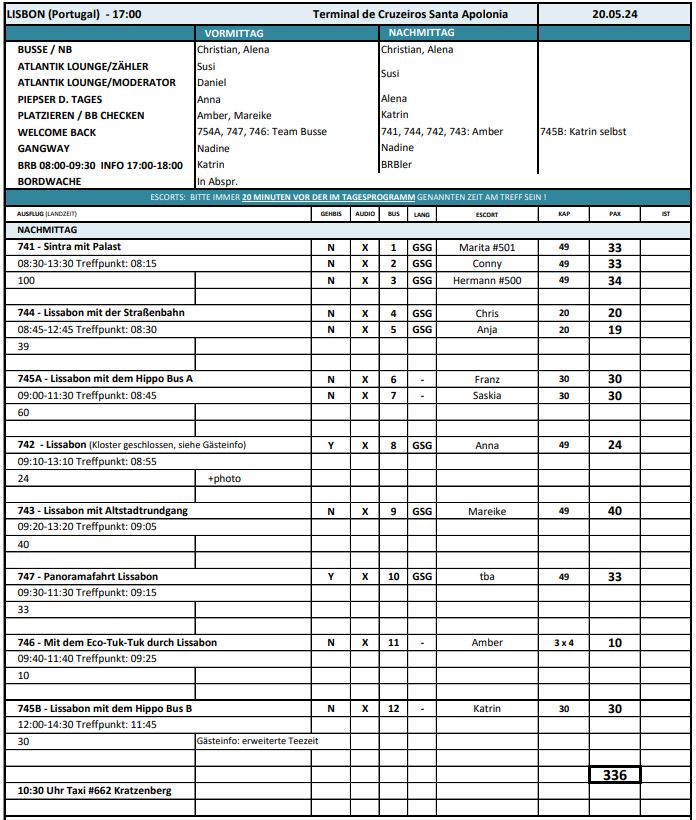 LISBON (Portugal) - 17:00 Terminal de Cruzeiros Santa Apolonia 20.05.24
VORMITTAG NACHMITTAG
BUSSE / NB Christian, Alena Christian, Alena
ATLANTIK LOUNGE/ZÄHLER Susi Susi
ATLANTIK LOUNGE/MODERATOR Daniel
PIEPSER D. TAGES Anna Alena
PLATZIEREN / BB CHECKEN Amber, Mareike Katrin
WELCOME BACK 754A, 747, 746: Team Busse 741, 744, 742, 743: Amber 745B: Katrin selbst
GANGWAY Nadine Nadine
BRB 08:00-09:30 INFO 17:00-18:00 Katrin BRBler
BORDWACHE In Abspr.
ESCORTS: BITTE IMMER 20 MINUTEN VOR DER IM TAGESPROGRAMM GENANNTEN ZEIT AM TREFF SEIN !
AUSFLUG (LANDZEIT) GEHBIS AUDIO BUS LANG ESCORT KAP PAX IST
NACHMITTAG
741 - Sintra mit Palast N X 1 GSG Marita #501 49 33
08:30-13:30 Treffpunkt: 08:15 N X 2 GSG Conny 49 33
100 N X 3 GSG Hermann #500 49 34
744 - Lissabon mit der Straßenbahn N X 4 GSG Chris 20 20
08:45-12:45 Treffpunkt: 08:30 N X 5 GSG Anja 20 19
39
745A - Lissabon mit dem Hippo Bus A N X 6 - Franz 30 30
09:00-11:30 Treffpunkt: 08:45 N X 7 - Saskia 30 30
60
742 - Lissabon (Kloster geschlossen, siehe Gästeinfo) Y X 8 GSG Anna 49 24
09:10-13:10 Treffpunkt: 08:55
24 +photo
743 - Lissabon mit Altstadtrundgang N X 9 GSG Mareike 49 40
09:20-13:20 Treffpunkt: 09:05
40
747 - Panoramafahrt Lissabon Y X 10 GSG tba 49 33
09:30-11:30 Treffpunkt: 09:15
33
746 - Mit dem Eco-Tuk-Tuk durch Lissabon N X 11 - Amber 3 x 4 10
09:40-11:40 Treffpunkt: 09:25
10
745B - Lissabon mit dem Hippo Bus B N X 12 - Katrin 30 30
12:00-14:30 Treffpunkt: 11:45
30 Gästeinfo: erweiterte Teezeit
336
10:30 Uhr Taxi #662 Kratzenberg